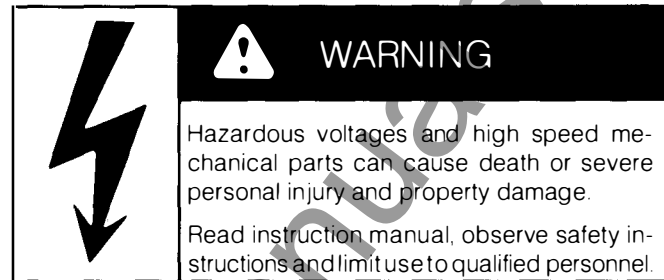 WARNING
Hazardous voltages and high speed me-
chanical parts can cause death or severe
personal injury and property damage.
Read instruction manual, observe safety in-
structions and limit use to qualified personnel.